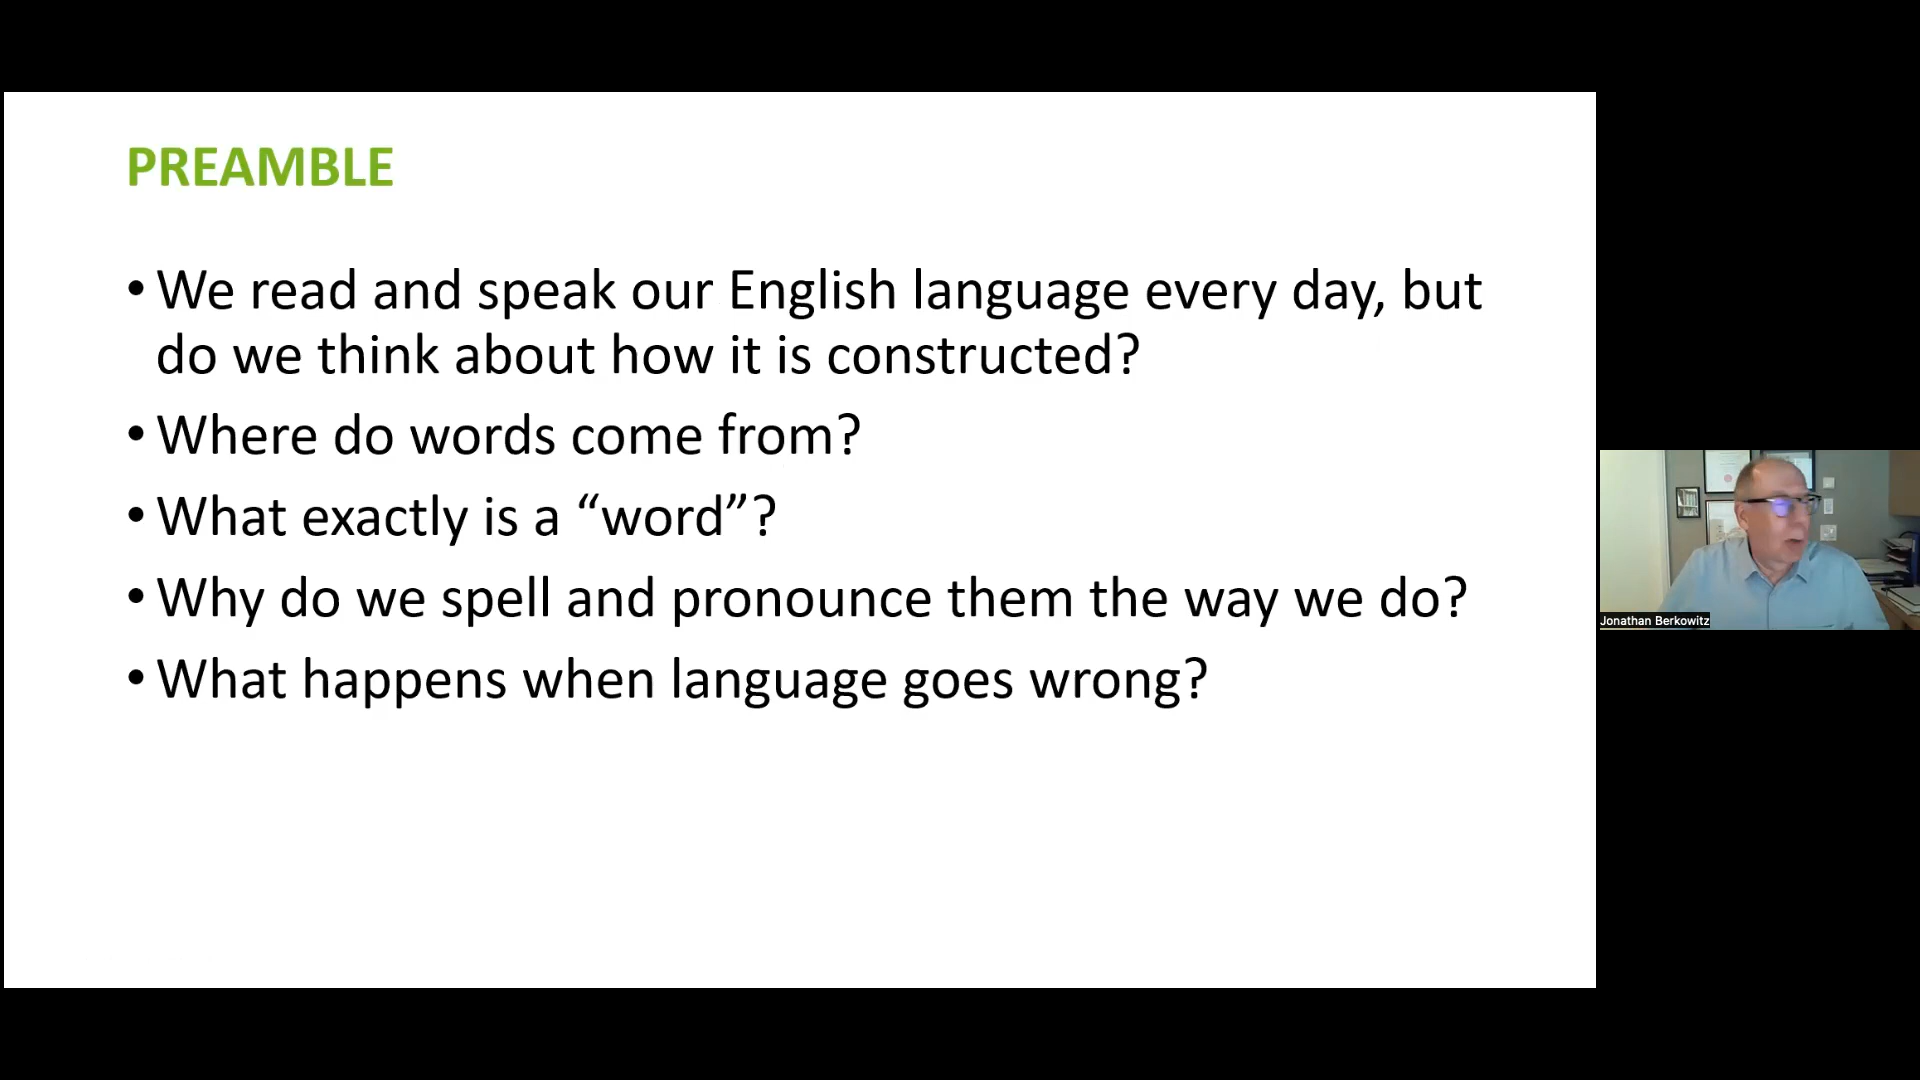 PREAMBLE
• We read and speak our English language every day, but
do we think about how it is constructed?
• Where do words come from?
• What exactly is a “word”?
• Why do we spell and pronounce them the way we do?
• What happens when language goes wrong?
Jonathan Berkowitz